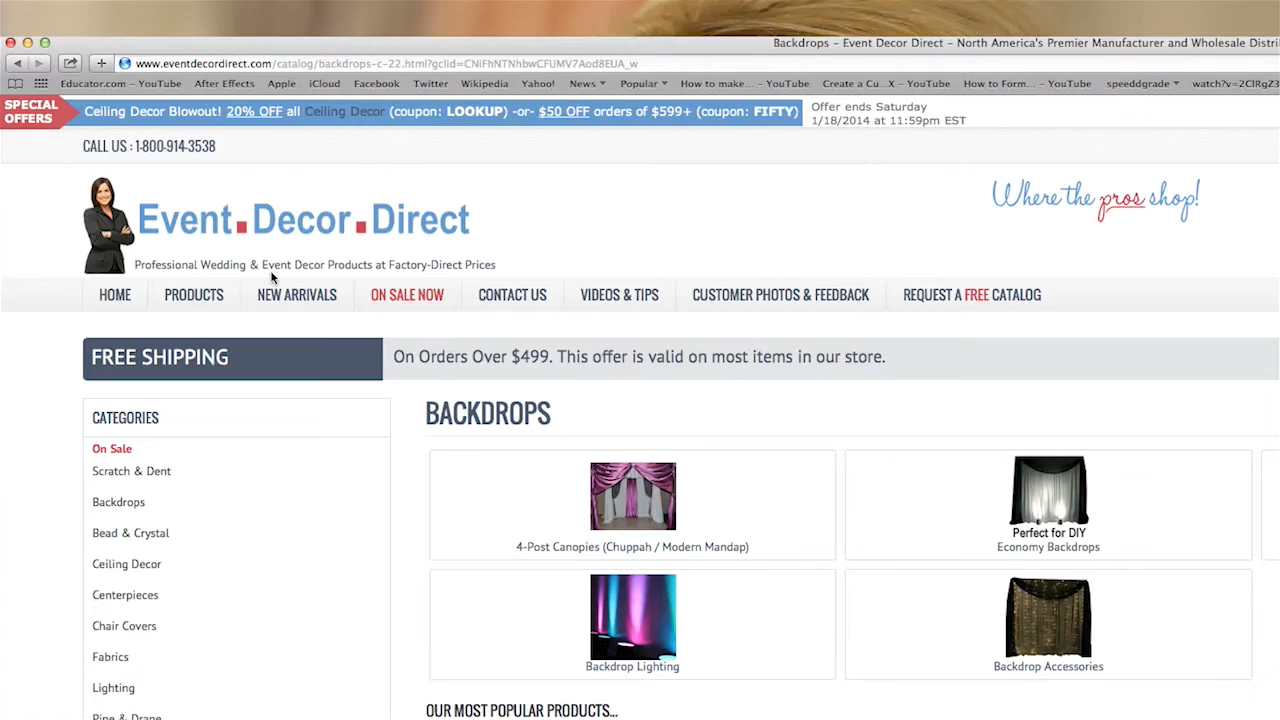 Backdrops – Event Decor Direct – North America's Premier Manufacturer and Wholesale Distri
www.eventdecordirect.com/catalog/backdrops-c-22.html?gclid=CNiFhNTNhbwCFUMV7Aod8EUA_w
Educator.com – YouTube After Effects Apple iCloud Facebook Twitter Wikipedia Yahoo! News Popular How to make... – YouTube Create a Cu...X – YouTube How to Form... – YouTube speeddgrade watch?v=2ClRgZ3
SPECIAL OFFERS
Ceiling Decor Blowout! 20% OFF all Ceiling Decor (coupon: LOOKUP) -or- $50 OFF orders of $599+ (coupon: FIFTY)
Offer ends Saturday
1/18/2014 at 11:59pm EST
CALL US : 1-800-914-3538
Event.Decor.Direct
Where the pros shop!
Professional Wedding & Event Decor Products at Factory-Direct Prices
HOME PRODUCTS NEW ARRIVALS ON SALE NOW CONTACT US VIDEOS & TIPS CUSTOMER PHOTOS & FEEDBACK REQUEST A FREE CATALOG
FREE SHIPPING On Orders Over $499. This offer is valid on most items in our store.
CATEGORIES
On Sale
Scratch & Dent
Backdrops
Bead & Crystal
Ceiling Decor
Centerpieces
Chair Covers
Fabrics
Lighting
Pipe & Drape
BACKDROPS
4-Post Canopies (Chuppah / Modern Mandap)
Perfect for DIY
Economy Backdrops
Backdrop Lighting
Backdrop Accessories
OUR MOST POPULAR PRODUCTS...